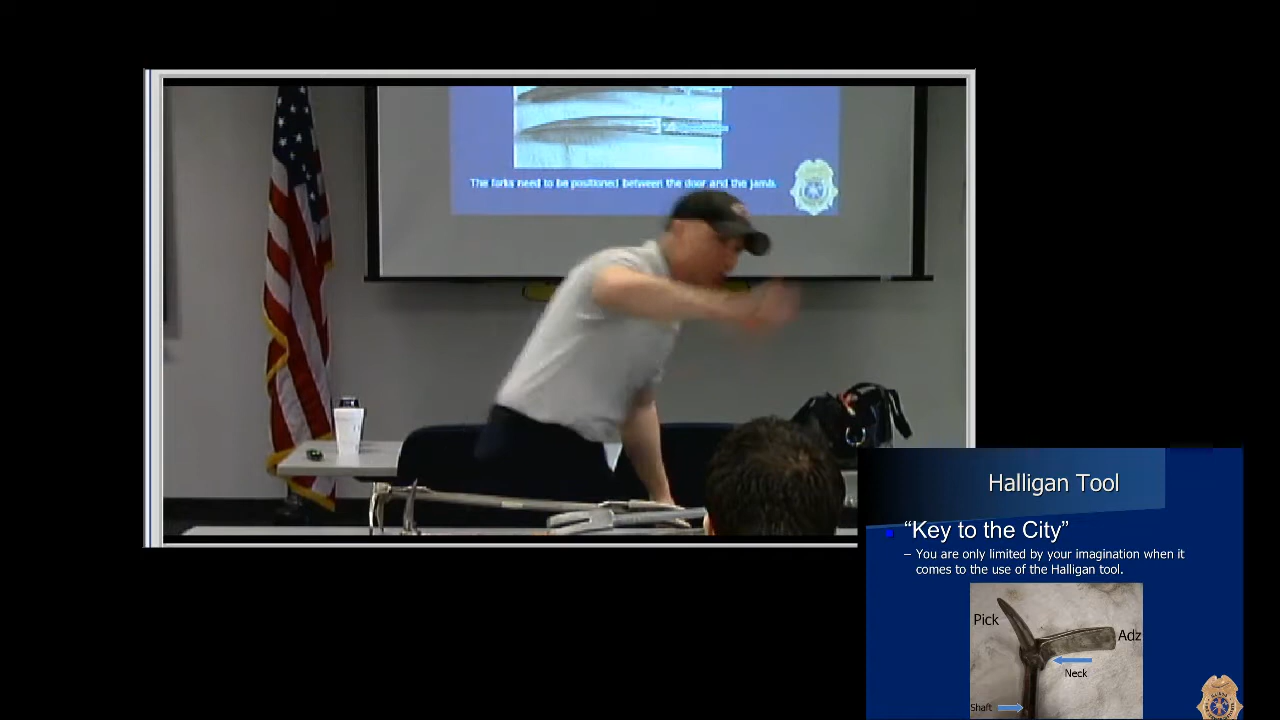 The forks need to be positioned between the door and the jamb.
Halligan Tool
“Key to the City”
– You are only limited by your imagination when it
comes to the use of the Halligan tool.
Pick
Adz
Neck
Shaft